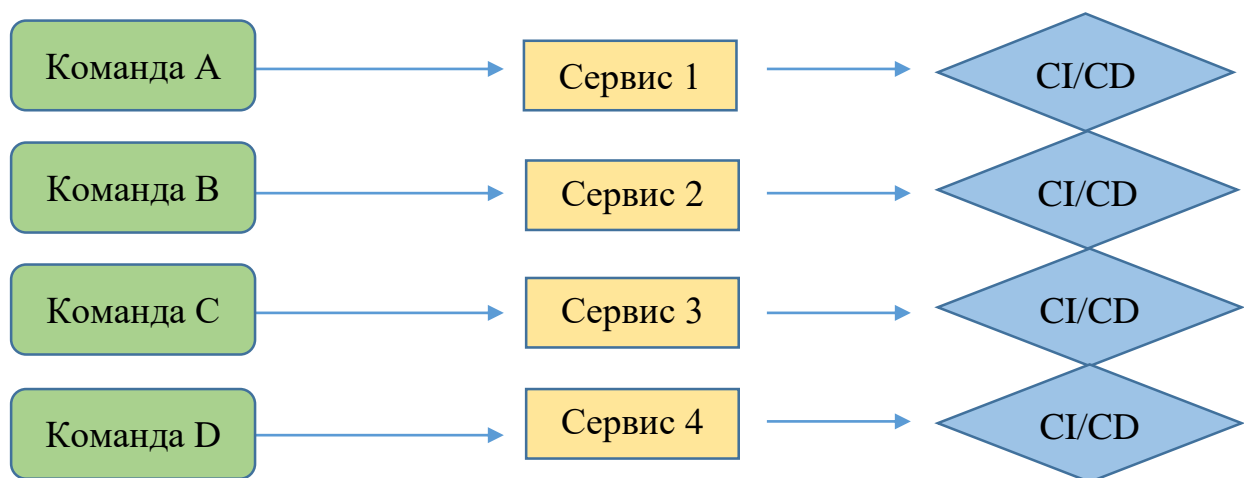 Команда A
Сервис 1
CI/CD
Команда B
Сервис 2
CI/CD
Команда C
Сервис 3
CI/CD
Команда D
Сервис 4
CI/CD